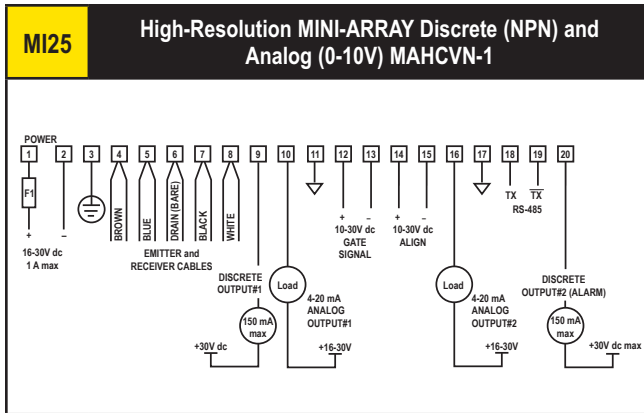 MI25
High-Resolution MINI-ARRAY Discrete (NPN) and
Analog (0-10V) MAHCVN-1
POWER
1 2 3 4 5 6 7 8 9 10 11 12 13 14 15 16 17 18 19 20
F1
+ –
16-30V dc
1 A max
BROWN
BLUE
DRAIN (BARE)
BLACK
WHITE
EMITTER and
RECEIVER CABLES
DISCRETE
OUTPUT#1
150 mA
max
+30V dc
Load
4-20 mA
ANALOG
OUTPUT#1
+16-30V
+ –
10-30V dc
GATE
SIGNAL
+ –
10-30V dc
ALIGN
Load
4-20 mA
ANALOG
OUTPUT#2
+16-30V
TX TX
RS-485
DISCRETE
OUTPUT#2 (ALARM)
150 mA
max
+30V dc max